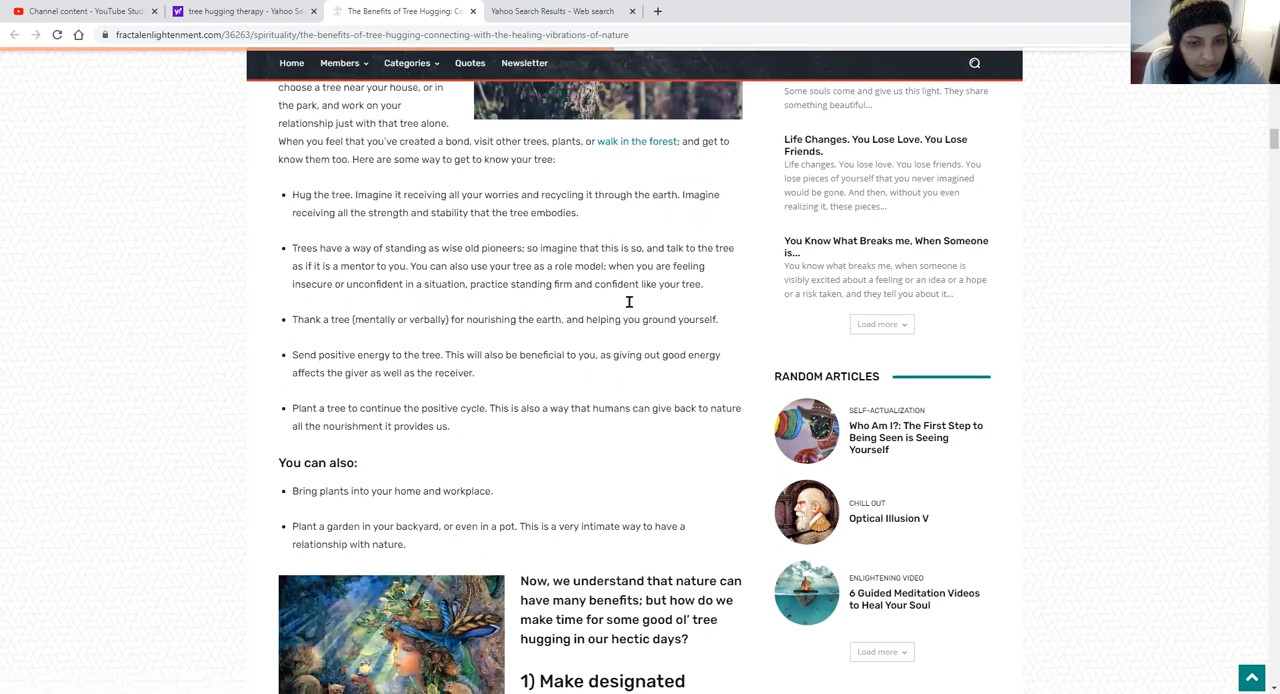 Channel content - YouTube Stud
tree hugging therapy - Yahoo Se
The Benefits of Tree Hugging: Co
Yahoo Search Results - Web search
fractalenlightenment.com/36263/spirituality/the-benefits-of-tree-hugging-connecting-with-the-healing-vibrations-of-nature
Home Members Categories Quotes Newsletter
choose a tree near your house, or in
the park, and work on your
relationship just with that tree alone.
When you feel that you've created a bond, visit other trees, plants, or walk in the forest; and get to
know them too. Here are some way to get to know your tree:
• Hug the tree. Imagine it receiving all your worries and recycling it through the earth. Imagine
receiving all the strength and stability that the tree embodies.
• Trees have a way of standing as wise old pioneers; so imagine that this is so, and talk to the tree
as if it is a mentor to you. You can also use your tree as a role model; when you are feeling
insecure or unconfident in a situation, practice standing firm and confident like your tree.
• Thank a tree (mentally or verbally) for nourishing the earth, and helping you ground yourself.
• Send positive energy to the tree. This will also be beneficial to you, as giving out good energy
affects the giver as well as the receiver.
• Plant a tree to continue the positive cycle. This is also a way that humans can give back to nature
all the nourishment it provides us.
You can also:
• Bring plants into your home and workplace.
• Plant a garden in your backyard, or even in a pot. This is a very intimate way to have a
relationship with nature.
Now, we understand that nature can
have many benefits; but how do we
make time for some good ol' tree
hugging in our hectic days?
1) Make designated
Some souls come and give us this light. They share
something beautiful...
Life Changes. You Lose Love. You Lose
Friends.
Life changes. You lose love. You lose friends. You
lose pieces of yourself that you never imagined
would be gone. And then, without you even
realizing it, these pieces...
You Know What Breaks me, When Someone
is...
You know what breaks me, when someone is
visibly excited about a feeling or an idea or a hope
or a risk taken, and they tell you about it...
Load more
RANDOM ARTICLES
SELF-ACTUALIZATION
Who Am I?: The First Step to
Being Seen is Seeing
Yourself
CHILL OUT
Optical Illusion V
ENLIGHTENING VIDEO
6 Guided Meditation Videos
to Heal Your Soul
Load more